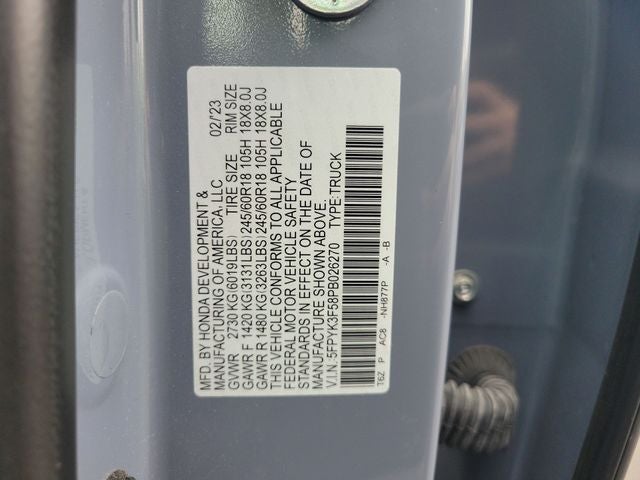 MFD. BY HONDA DEVELOPMENT &
MANUFACTURING OF AMERICA, LLC 02/'23
GVWR 2730 KG(6019LBS) TIRE SIZE RIM SIZE
GAWR F 1420 KG(3131LBS)245/60R18 105H 18X8.0J
GAWR R 1480 KG(3263LBS)245/60R18 105H 18X8.0J
THIS VEHICLE CONFORMS TO ALL APPLICABLE
FEDERAL MOTOR VEHICLE SAFETY
STANDARDS IN EFFECT ON THE DATE OF
MANUFACTURE SHOWN ABOVE.
V.I.N.:5FPYK3F58PB026270 TYPE:TRUCK
T6Z P AC8 -NH877P -A -B